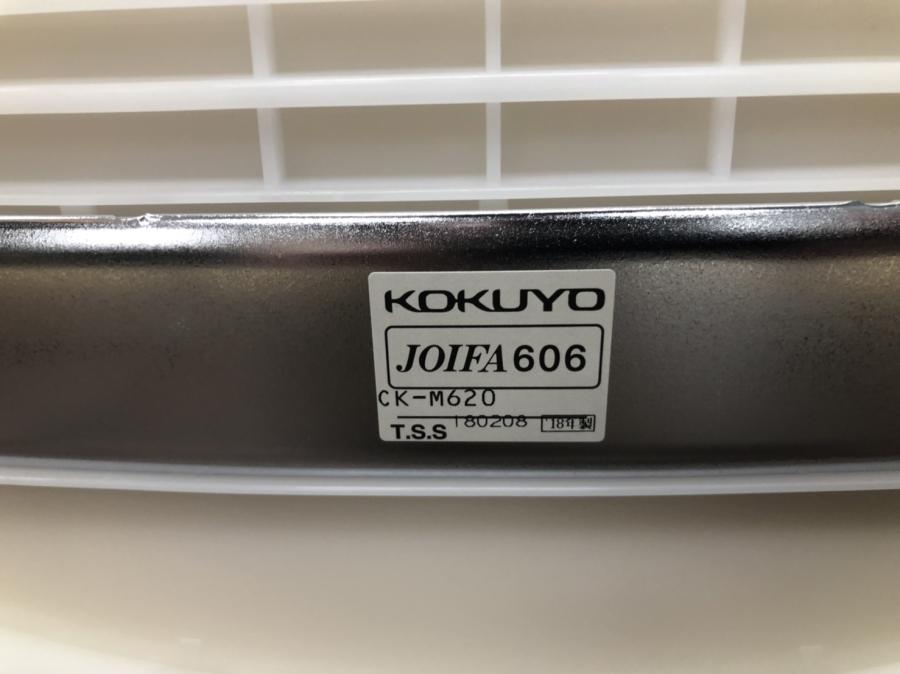 KOKUYO
JOIFA 606
CK-M620
180208 '18年製
T.S.S